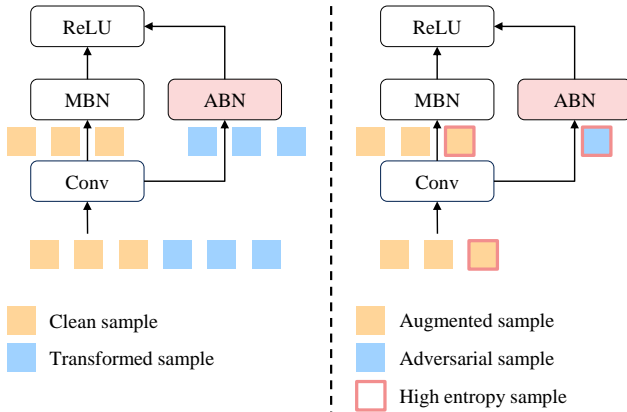 ReLU
MBN
ABN
Conv
Clean sample
Transformed sample
ReLU
MBN
ABN
Conv
Augmented sample
Adversarial sample
High entropy sample